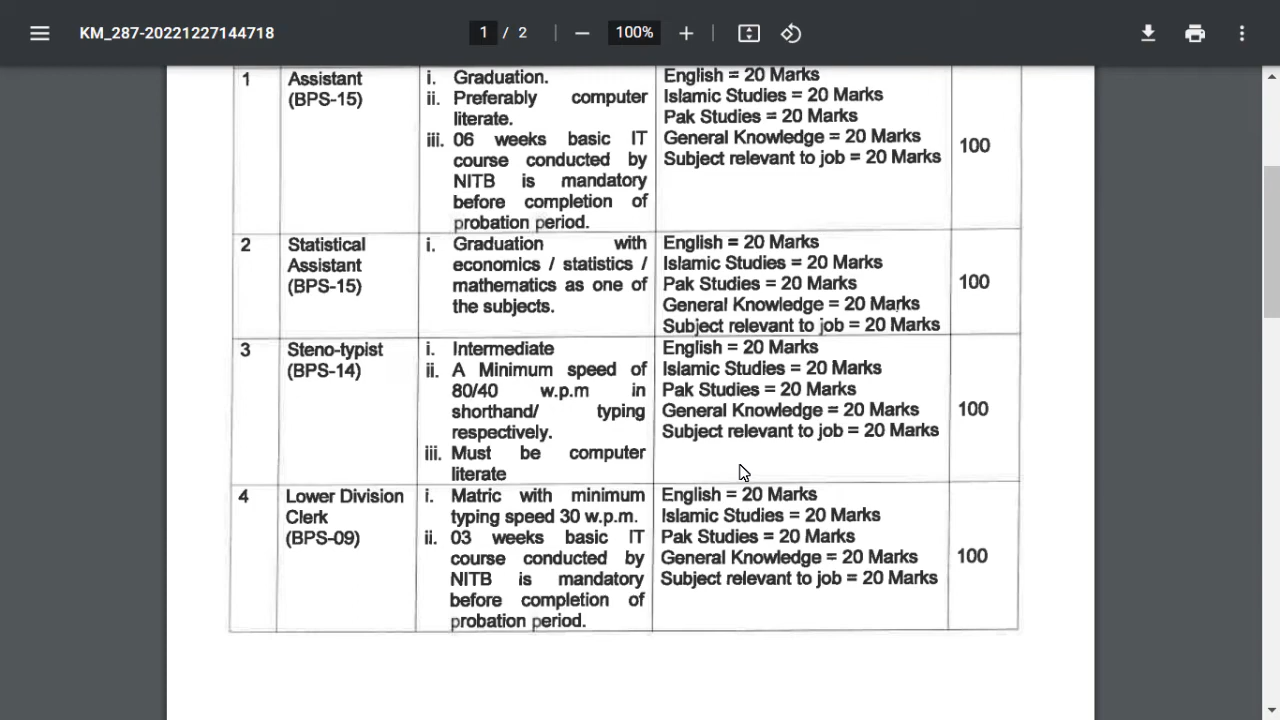 KM_287-20221227144718
1 / 2
100%
1
Assistant
(BPS-15)
i. Graduation.
ii. Preferably computer
literate.
iii. 06 weeks basic IT
course conducted by
NITB is mandatory
before completion of
probation period.
English = 20 Marks
Islamic Studies = 20 Marks
Pak Studies = 20 Marks
General Knowledge = 20 Marks
Subject relevant to job = 20 Marks
100
2
Statistical
Assistant
(BPS-15)
i. Graduation with
economics / statistics /
mathematics as one of
the subjects.
English = 20 Marks
Islamic Studies = 20 Marks
Pak Studies = 20 Marks
General Knowledge = 20 Marks
Subject relevant to job = 20 Marks
100
3
Steno-typist
(BPS-14)
i. Intermediate
ii. A Minimum speed of
80/40 w.p.m in
shorthand/ typing
respectively.
iii. Must be computer
literate
English = 20 Marks
Islamic Studies = 20 Marks
Pak Studies = 20 Marks
General Knowledge = 20 Marks
Subject relevant to job = 20 Marks
100
4
Lower Division
Clerk
(BPS-09)
i. Matric with minimum
typing speed 30 w.p.m.
ii. 03 weeks basic IT
course conducted by
NITB is mandatory
before completion of
probation period.
English = 20 Marks
Islamic Studies = 20 Marks
Pak Studies = 20 Marks
General Knowledge = 20 Marks
Subject relevant to job = 20 Marks
100